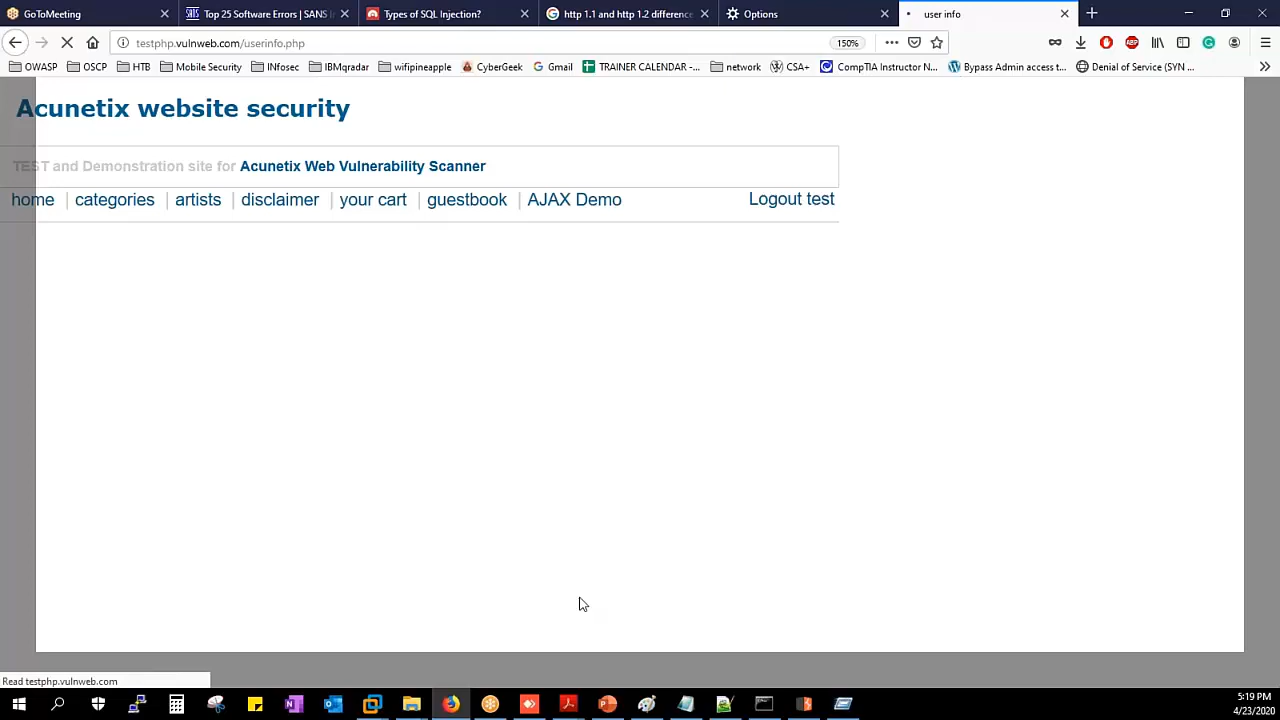 GoToMeeting
Top 25 Software Errors | SANS
Types of SQL Injection?
http 1.1 and http 1.2 difference
Options
user info
testphp.vulnweb.com/userinfo.php
150%
OWASP
OSCP
HTB
Mobile Security
INfosec
IBMqradar
wifipineapple
CyberGeek
Gmail
TRAINER CALENDAR -...
network
CSA+
CompTIA Instructor N...
Bypass Admin access t...
Denial of Service (SYN ...
Acunetix website security
TEST and Demonstration site for Acunetix Web Vulnerability Scanner
home | categories | artists | disclaimer | your cart | guestbook | AJAX Demo
Logout test
Read testphp.vulnweb.com
5:19 PM
4/23/2020